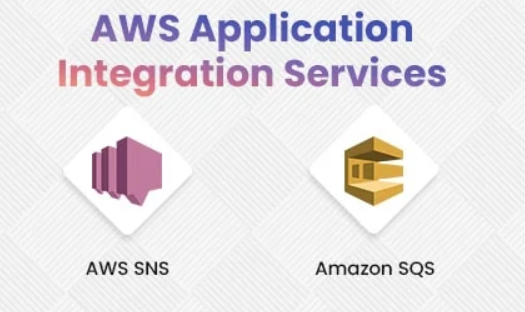 AWS Application
Integration Services
AWS SNS
Amazon SQS